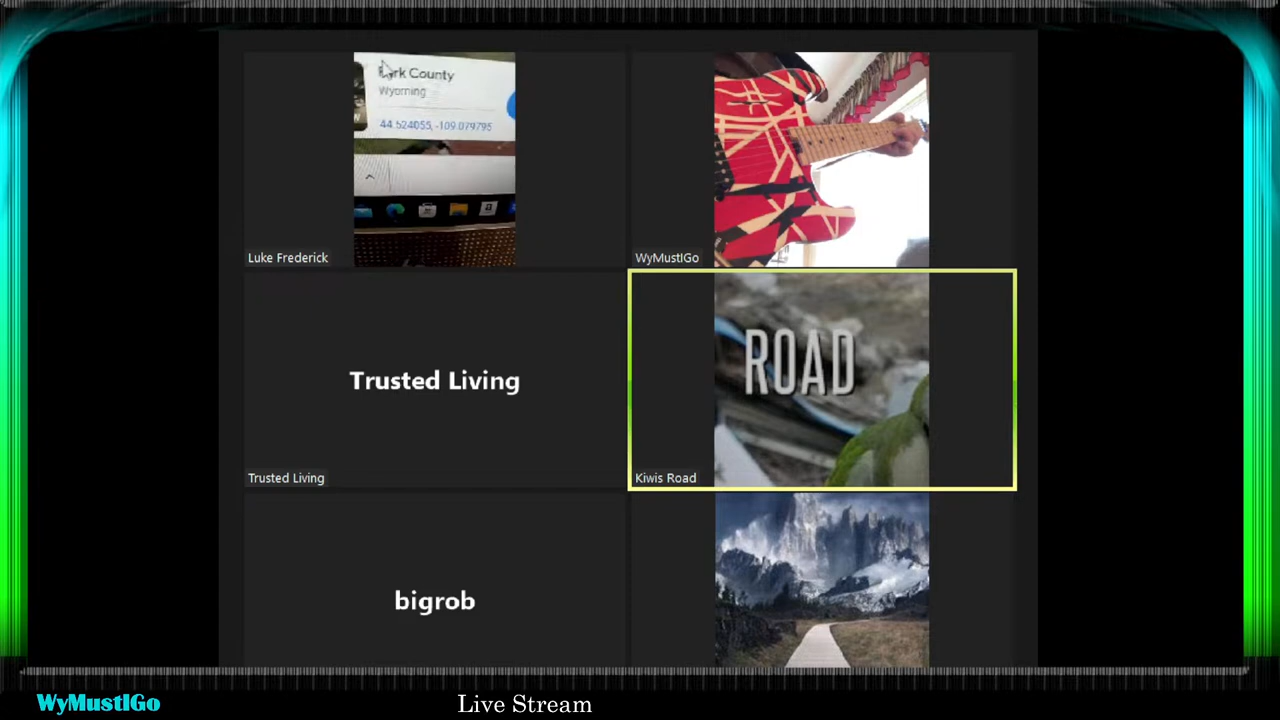 Park County
Wyoming
44.524055, -109.079795
Luke Frederick
WyMustIGo
Trusted Living
Trusted Living
ROAD
Kiwis Road
bigrob
WyMustIGo
Live Stream